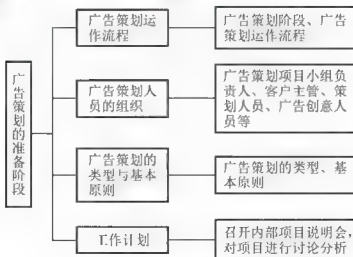 广告策划的准备阶段
广告策划运
作流程
广告策划阶段、广告
策划运作流程
广告策划人
员的组织
广告策划项目小组负
责人、客户主管、策
划人员、广告创意人
员等
广告策划的
类型与基本
原则
广告策划的类型、基
本原则
工作计划
召开内部项目说明会,
对项目进行讨论分析